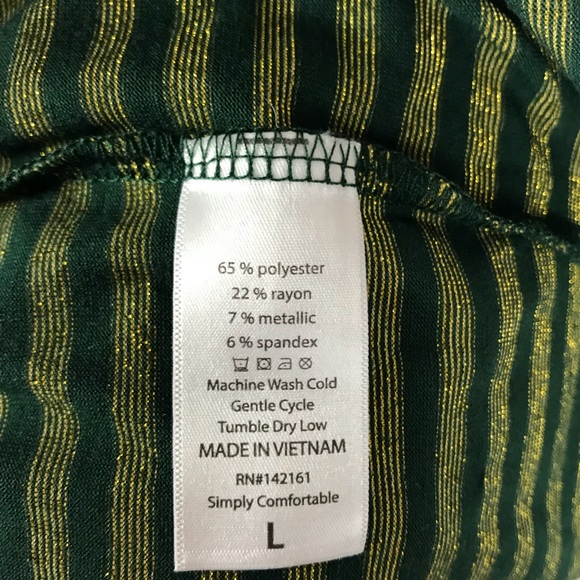 65 % polyester
22 % rayon
7 % metallic
6 % spandex
Machine Wash Cold
Gentle Cycle
Tumble Dry Low
MADE IN VIETNAM
RN#142161
Simply Comfortable
L